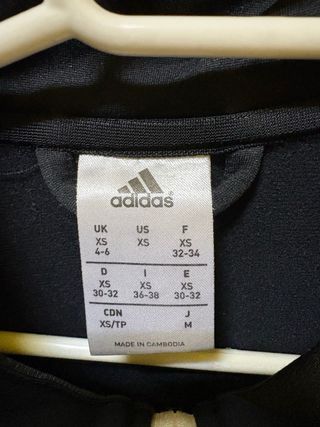 adidas
UK US F
XS XS XS
4-6 32-34
D I E
XS XS XS
30-32 36-38 30-32
CDN J
XS/TP M
MADE IN CAMBODIA